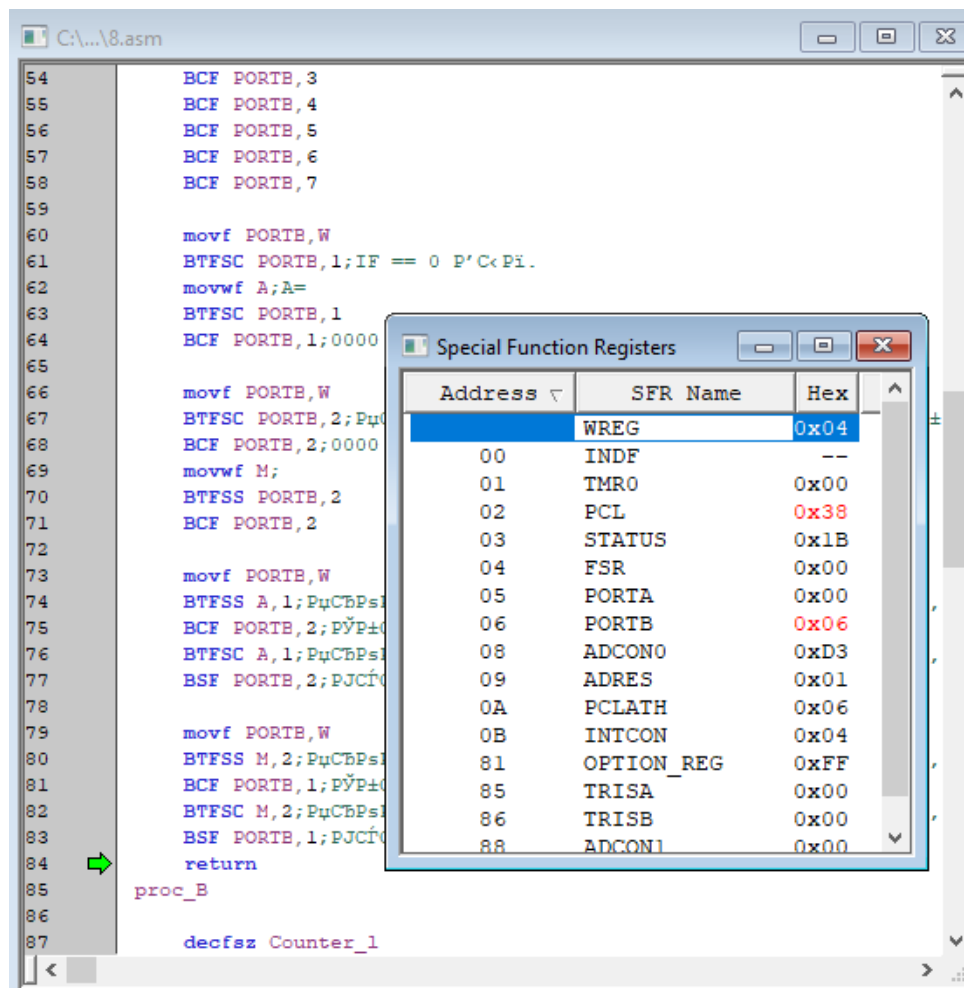 C:\...\8.asm
54 BCF PORTB,3
55 BCF PORTB,4
56 BCF PORTB,5
57 BCF PORTB,6
58 BCF PORTB,7
59
60 movf PORTB,W
61 BTFSC PORTB,1;IF == 0 Р’С‹Рї.
62 movwf A;A=
63 BTFSC PORTB,1
64 BCF PORTB,1;0000
65
66 movf PORTB,W
67 BTFSC PORTB,2;
68 BCF PORTB,2;0000
69 movwf M;
70 BTFSS PORTB,2
71 BCF PORTB,2
72
73 movf PORTB,W
74 BTFSS A,1;
75 BCF PORTB,2;
76 BTFSC A,1;
77 BSF PORTB,2;
78
79 movf PORTB,W
80 BTFSS M,2;
81 BCF PORTB,1;
82 BTFSC M,2;
83 BSF PORTB,1;
84 return
85 proc_B
86
87 decfsz Counter_1
Special Function Registers
Address SFR Name Hex
WREG 0x04
00 INDF --
01 TMR0 0x00
02 PCL 0x38
03 STATUS 0x1B
04 FSR 0x00
05 PORTA 0x00
06 PORTB 0x06
08 ADCON0 0xD3
09 ADRES 0x01
0A PCLATH 0x06
0B INTCON 0x04
81 OPTION_REG 0xFF
85 TRISA 0x00
86 TRISB 0x00
88 ADCON1 0x00